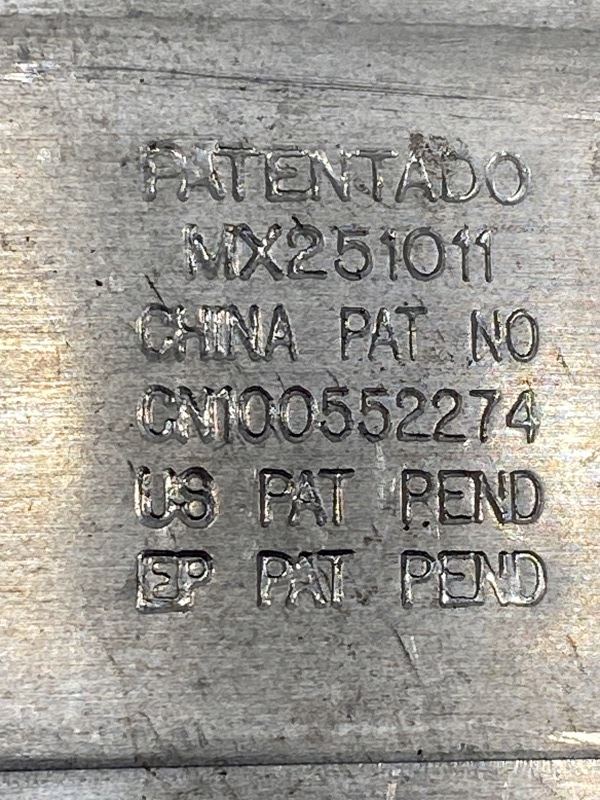 PATENTADO
MX251011
CHINA PAT NO
CN100552274
US PAT PEND
EP PAT PEND